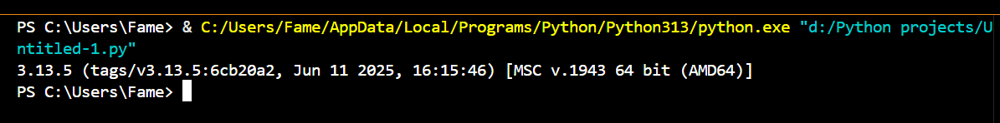 PS C:\Users\Fame> & C:/Users/Fame/AppData/Local/Programs/Python/Python313/python.exe "d:/Python projects/U
ntitled-1.py"
3.13.5 (tags/v3.13.5:6cb20a2, Jun 11 2025, 16:15:46) [MSC v.1943 64 bit (AMD64)]
PS C:\Users\Fame>